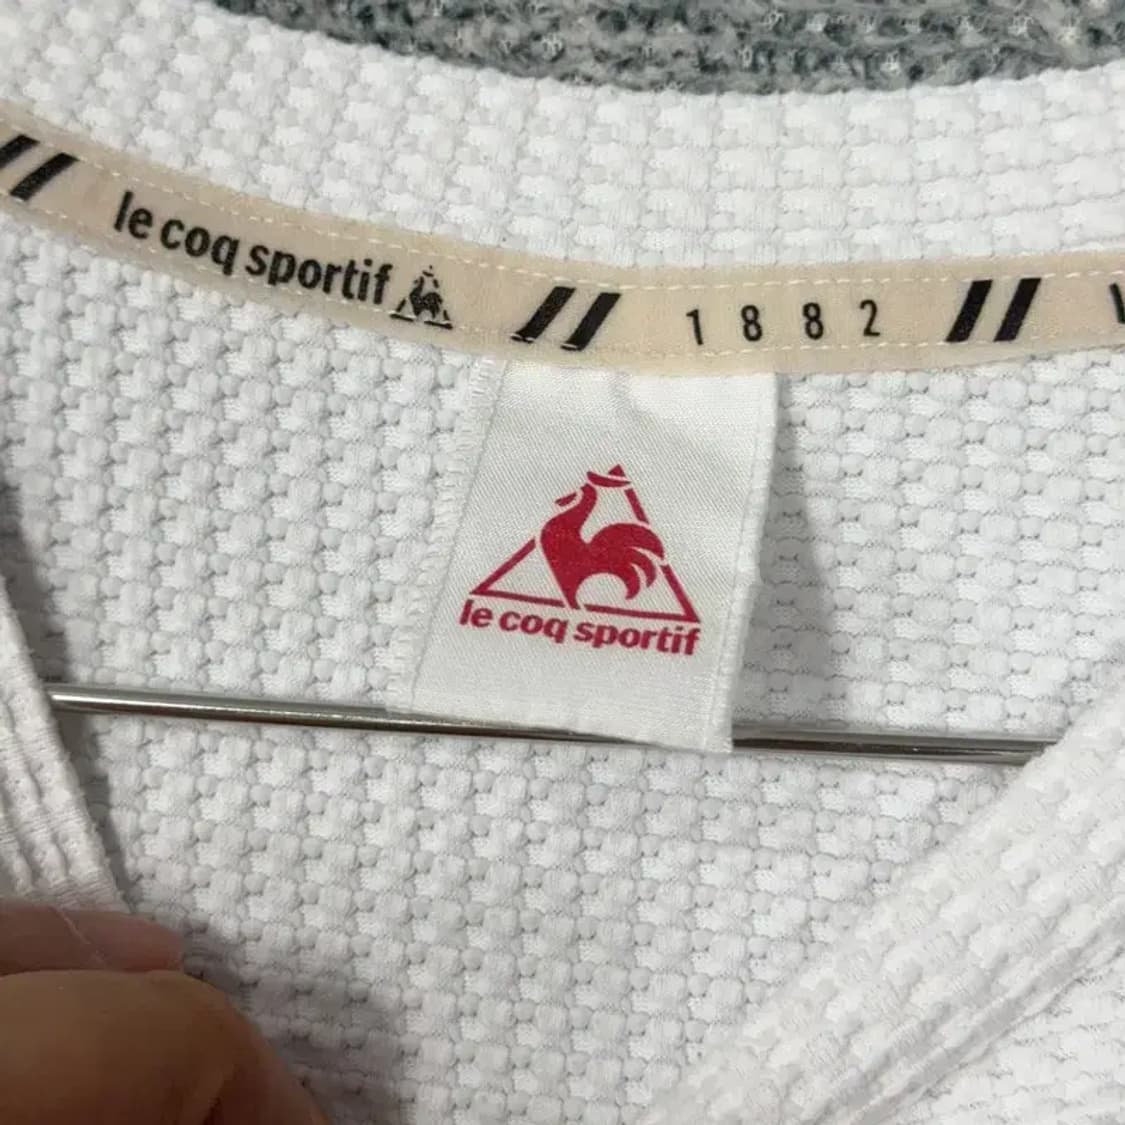 // le coq sportif // 1882 //
le coq sportif